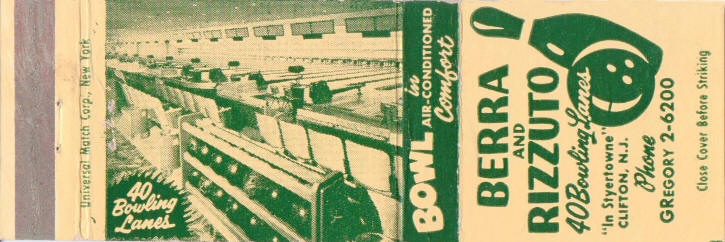 Universal Match Corp., New York
40
Bowling
Lanes
BOWL
in
AIR-CONDITIONED
Comfort
BERRA
AND
RIZZUTO
40 Bowling Lanes
"In Styertowne"
CLIFTON, N.J.
Phone
GREGORY 2-6200
Close Cover Before Striking